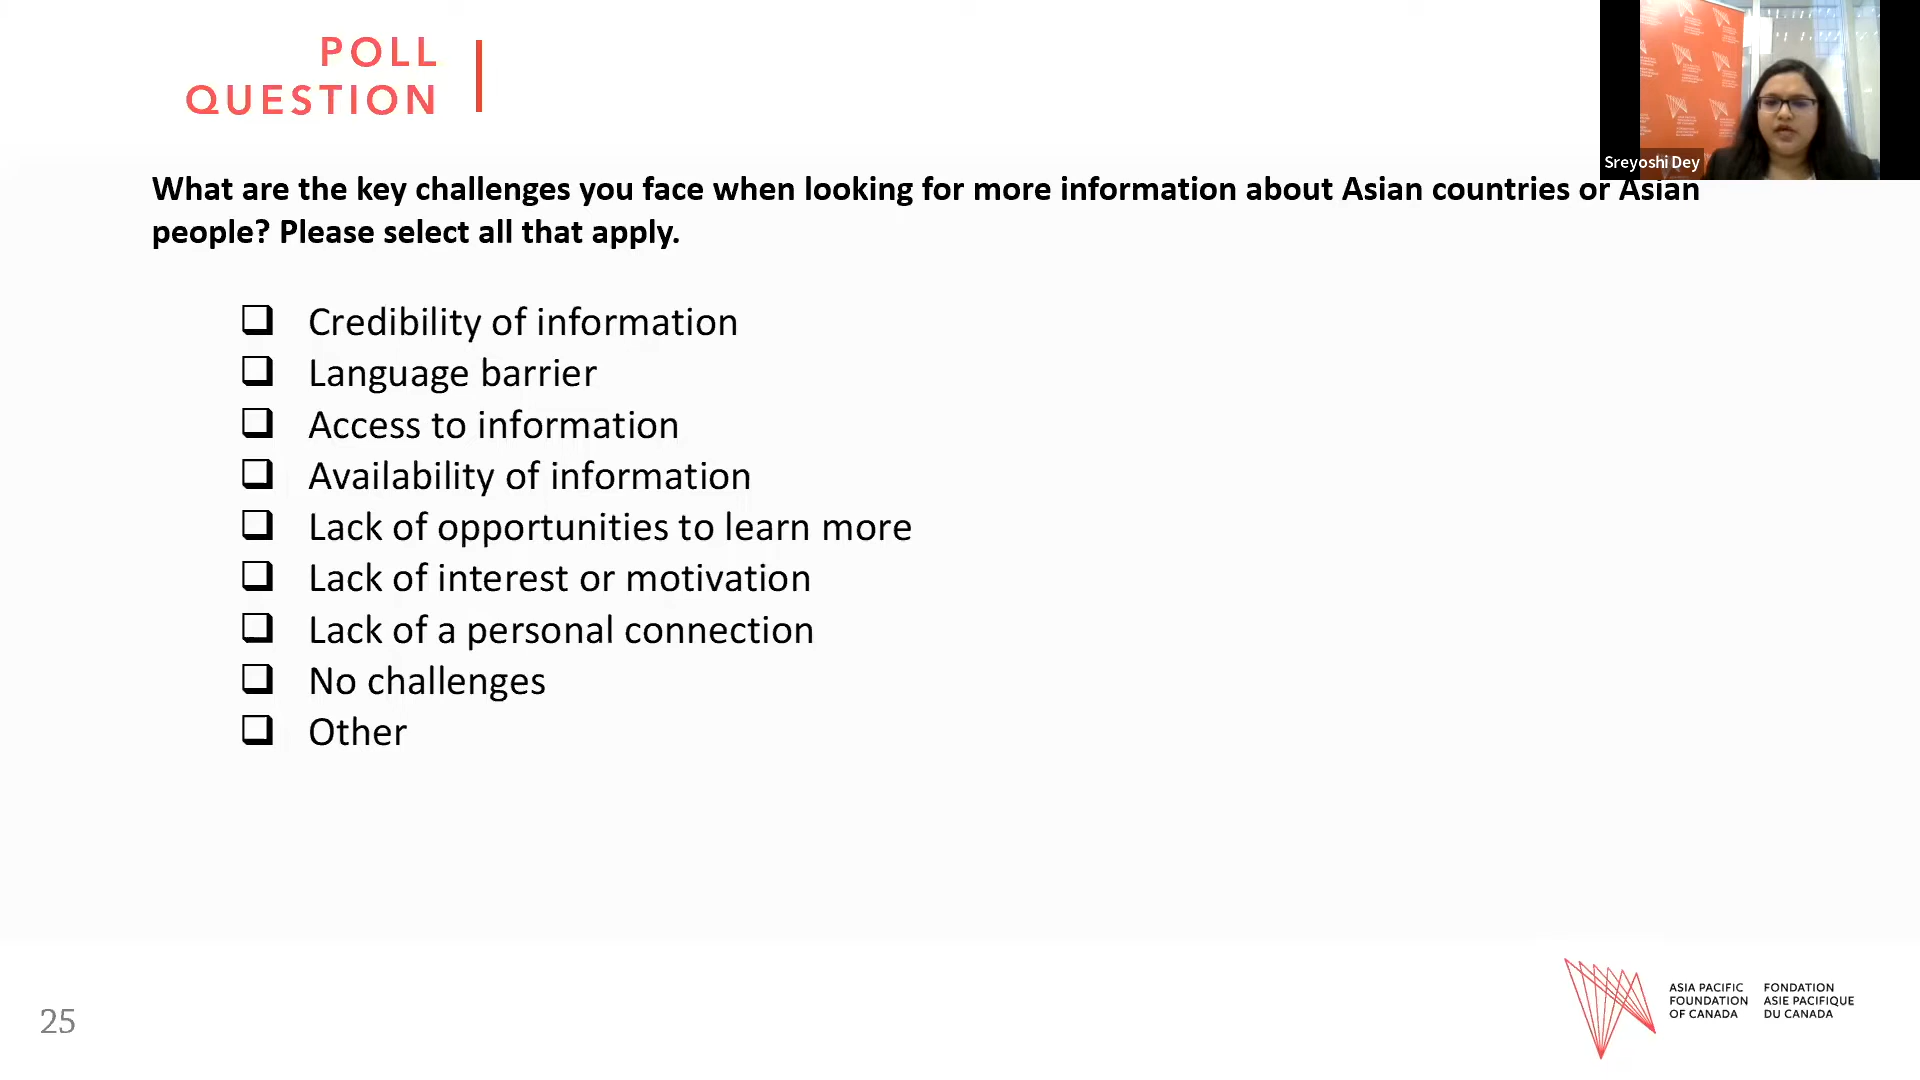 POLL
QUESTION
Sreyoshi Dey
What are the key challenges you face when looking for more information about Asian countries or Asian
people? Please select all that apply.
Credibility of information
Language barrier
Access to information
Availability of information
Lack of opportunities to learn more
Lack of interest or motivation
Lack of a personal connection
No challenges
Other
25
ASIA PACIFIC
FOUNDATION
OF CANADA
FONDATION
ASIE PACIFIQUE
DU CANADA